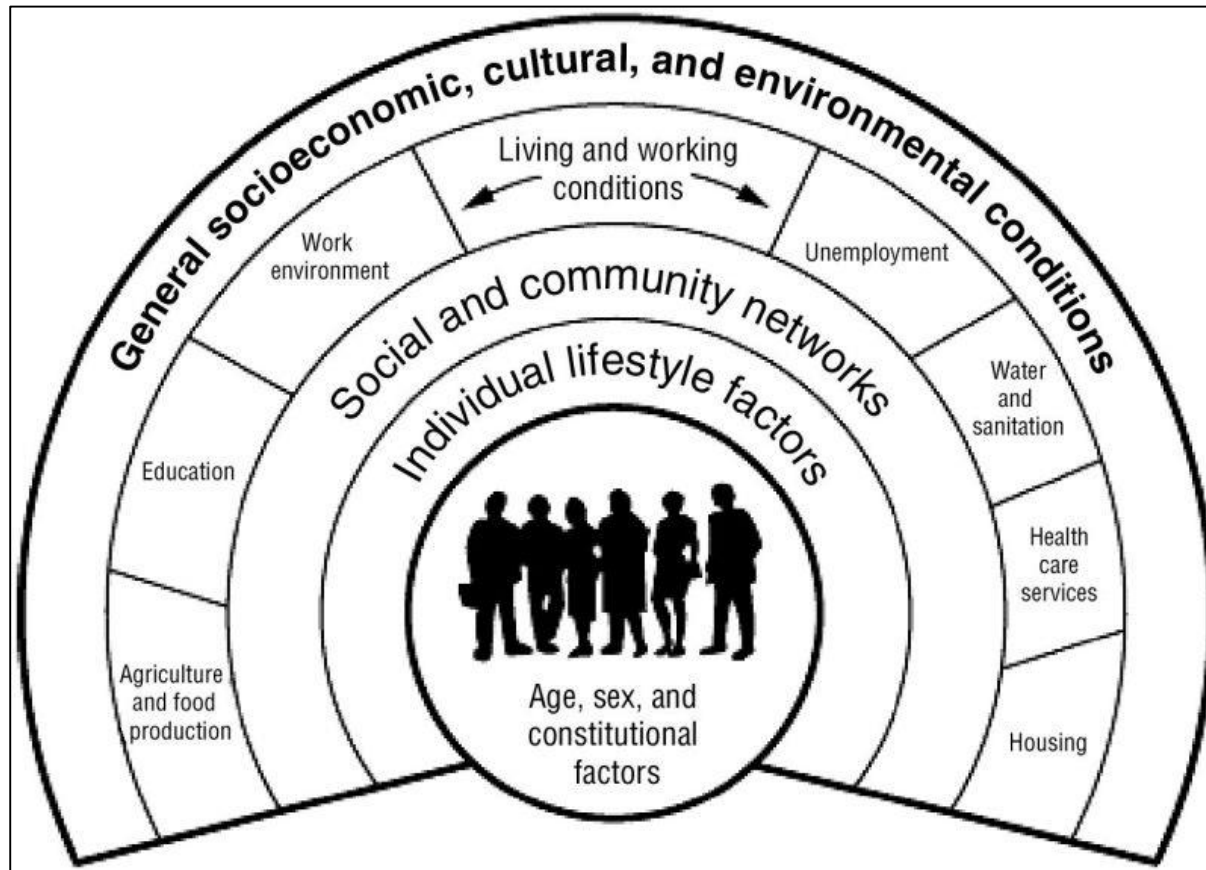 General socioeconomic, cultural, and environmental conditions
Living and working
conditions
Agriculture
and food
production
Education
Work
environment
Unemployment
Water
and
sanitation
Health
care
services
Housing
Social and community networks
Individual lifestyle factors
Age, sex, and
constitutional
factors